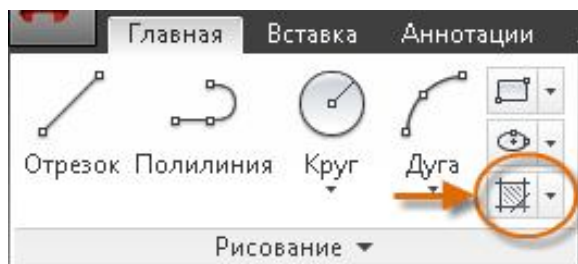 Главная Вставка Аннотации
Отрезок Полилиния Круг Дуга
Рисование